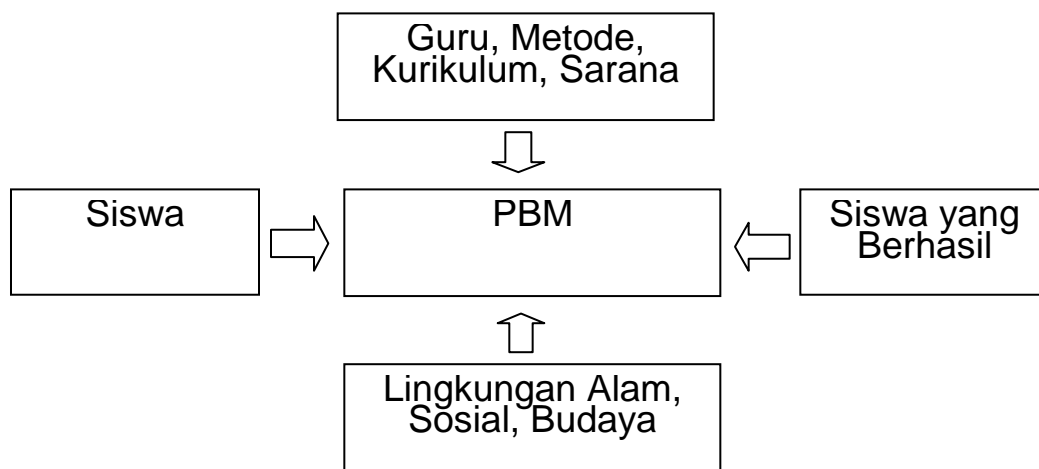 Guru, Metode,
Kurikulum, Sarana
Siswa
PBM
Siswa yang
Berhasil
Lingkungan Alam,
Sosial, Budaya